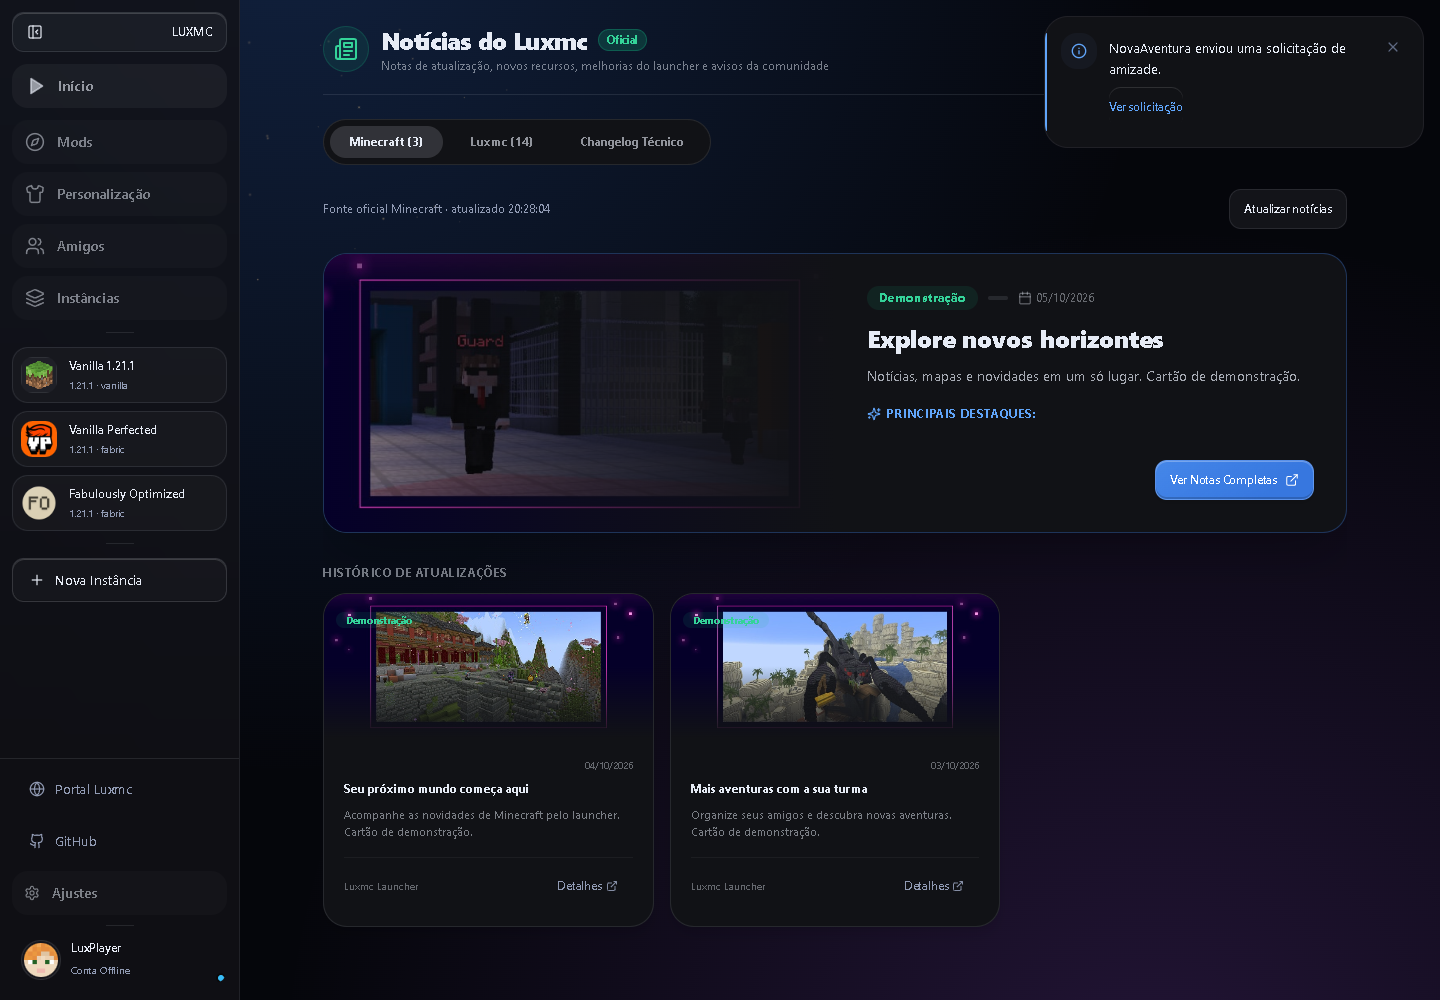 LUXMC
Início
Mods
Personalização
Amigos
Instâncias
Vanilla 1.21.1
1.21.1 · vanilla
Vanilla Perfected
1.21.1 · fabric
Fabulously Optimized
1.21.1 · fabric
Nova Instância
Portal Luxmc
GitHub
Ajustes
LuxPlayer
Conta Offline
Notícias do Luxmc
Oficial
Notas de atualização, novos recursos, melhorias do launcher e avisos da comunidade
NovaAventura enviou uma solicitação de
amizade.
Ver solicitação
Minecraft (3)
Luxmc (14)
Changelog Técnico
Fonte oficial Minecraft · atualizado 20:28:04
Atualizar notícias
Guard
Demonstração
05/10/2026
Explore novos horizontes
Notícias, mapas e novidades em um só lugar. Cartão de demonstração.
PRINCIPAIS DESTAQUES:
Ver Notas Completas
HISTÓRICO DE ATUALIZAÇÕES
Demonstração
04/10/2026
Seu próximo mundo começa aqui
Acompanhe as novidades de Minecraft pelo launcher.
Cartão de demonstração.
Luxmc Launcher
Detalhes
Demonstração
03/10/2026
Mais aventuras com a sua turma
Organize seus amigos e descubra novas aventuras.
Cartão de demonstração.
Luxmc Launcher
Detalhes
VP
FO